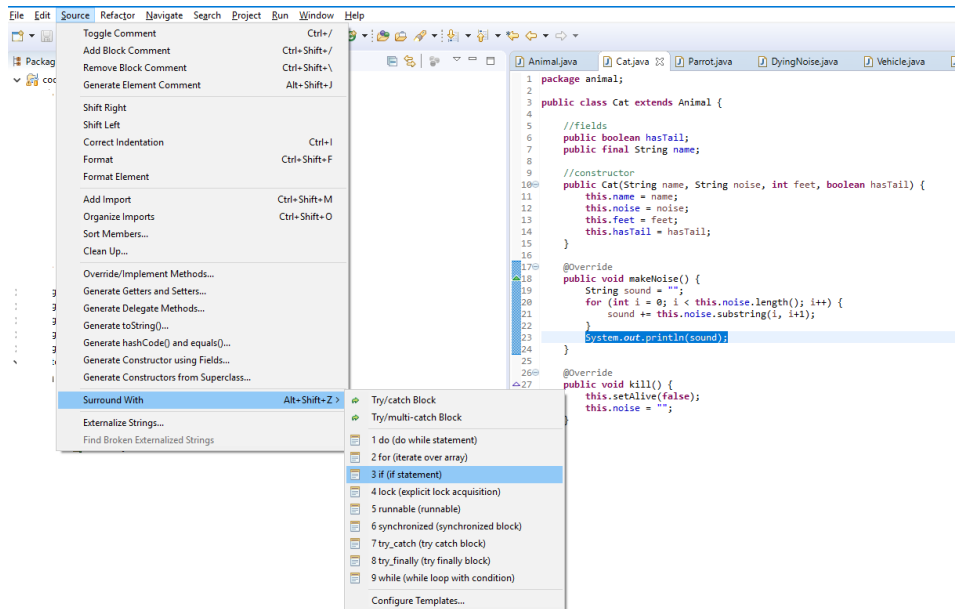 File Edit Source Refactor Navigate Search Project Run Window Help
Packag
Toggle Comment Ctrl+/
Add Block Comment Ctrl+Shift+/
Remove Block Comment Ctrl+Shift+\
Generate Element Comment Alt+Shift+J
Shift Right
Shift Left
Correct Indentation Ctrl+I
Format Ctrl+Shift+F
Format Element
Add Import Ctrl+Shift+M
Organize Imports Ctrl+Shift+O
Sort Members...
Clean Up...
Override/Implement Methods...
Generate Getters and Setters...
Generate Delegate Methods...
Generate toString()...
Generate hashCode() and equals()...
Generate Constructor using Fields...
Generate Constructors from Superclass...
Surround With Alt+Shift+Z >
Externalize Strings...
Find Broken Externalized Strings
Try/catch Block
Try/multi-catch Block
1 do (do while statement)
2 for (iterate over array)
3 if (if statement)
4 lock (explicit lock acquisition)
5 runnable (runnable)
6 synchronized (synchronized block)
7 try_catch (try catch block)
8 try_finally (try finally block)
9 while (while loop with condition)
Configure Templates...
Animal.java Cat.java Parrot.java DyingNoise.java Vehicle.java
1 package animal;
2
3 public class Cat extends Animal {
4
5 //fields
6 public boolean hasTail;
7 public final String name;
8
9 //constructor
10 public Cat(String name, String noise, int feet, boolean hasTail) {
11 this.name = name;
12 this.noise = noise;
13 this.feet = feet;
14 this.hasTail = hasTail;
15 }
16
17 @Override
18 public void makeNoise() {
19 String sound = "";
20 for (int i = 0; i < this.noise.length(); i++) {
21 sound += this.noise.substring(i, i+1);
22 }
23 System.out.println(sound);
24 }
25
26 @Override
27 public void kill() {
this.setAlive(false);
this.noise = "";
}